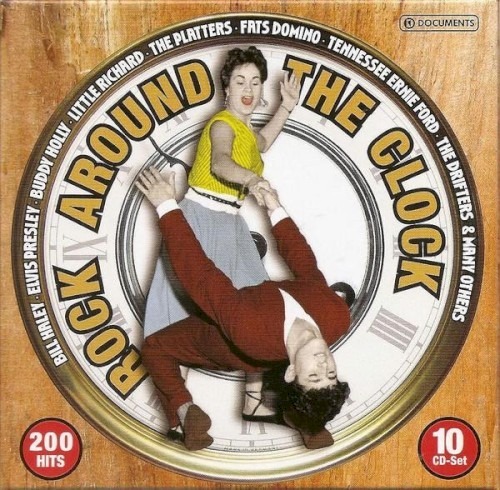 DOCUMENTS
BILL HALEY · ELVIS PRESLEY · BUDDY HOLLY · LITTLE RICHARD · THE PLATTERS · FATS DOMINO · TENNESSEE ERNIE FORD · THE DRIFTERS & MANY OTHERS
ROCK AROUND THE CLOCK
200
HITS
10
CD-Set